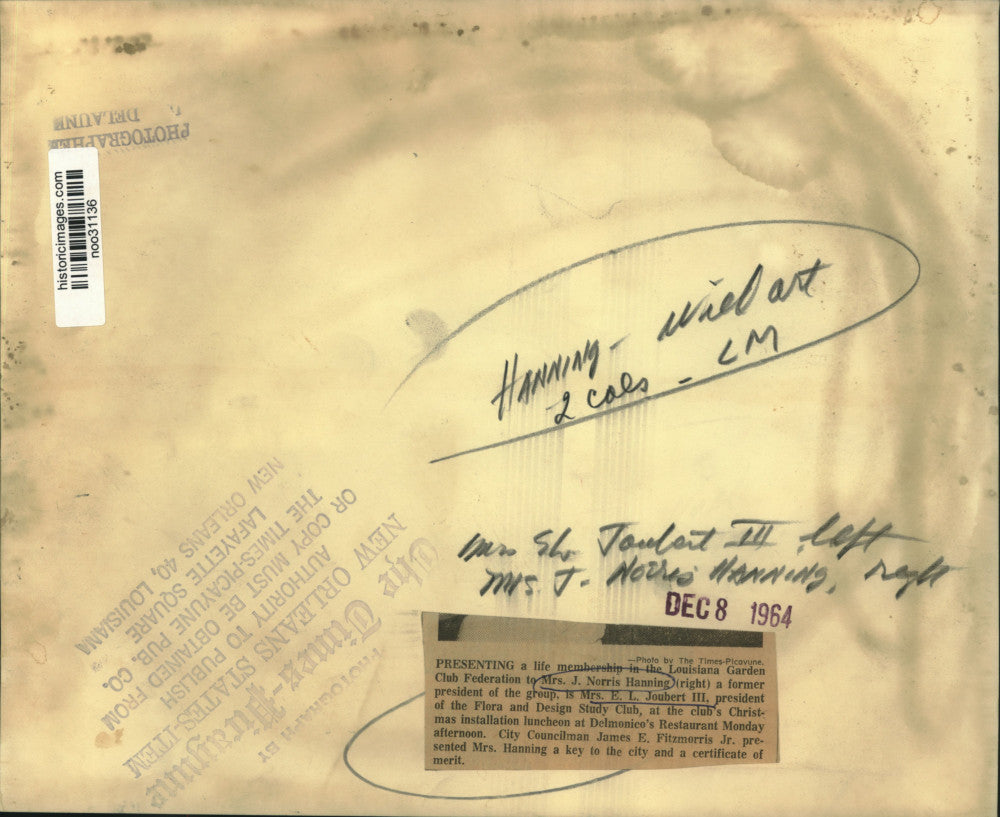 PHOTOGRAPHER
DELAUNE
historicimages.com
noo31136
HANNING - Wiebart
2 cols - LM
Mrs EL. Joubert III left
Mrs. J. Norris HANNING, right
DEC 8 1964
PHOTOGRAPH BY
The Times-Picayune
NEW ORLEANS STATES-ITEM
AUTHORITY TO PUBLISH
OR COPY MUST BE OBTAINED FROM
THE TIMES-PICAYUNE PUB. CO.
LAFAYETTE SQUARE
NEW ORLEANS 40, LOUISIANA
—Photo by The Times-Picayune.
PRESENTING a life membership in the Louisiana Garden
Club Federation to Mrs. J. Norris Hanning (right) a former
president of the group, is Mrs. E. L. Joubert III, president
of the Flora and Design Study Club, at the club's Christ-
mas installation luncheon at Delmonico's Restaurant Monday
afternoon. City Councilman James E. Fitzmorris Jr. pre-
sented Mrs. Hanning a key to the city and a certificate of
merit.